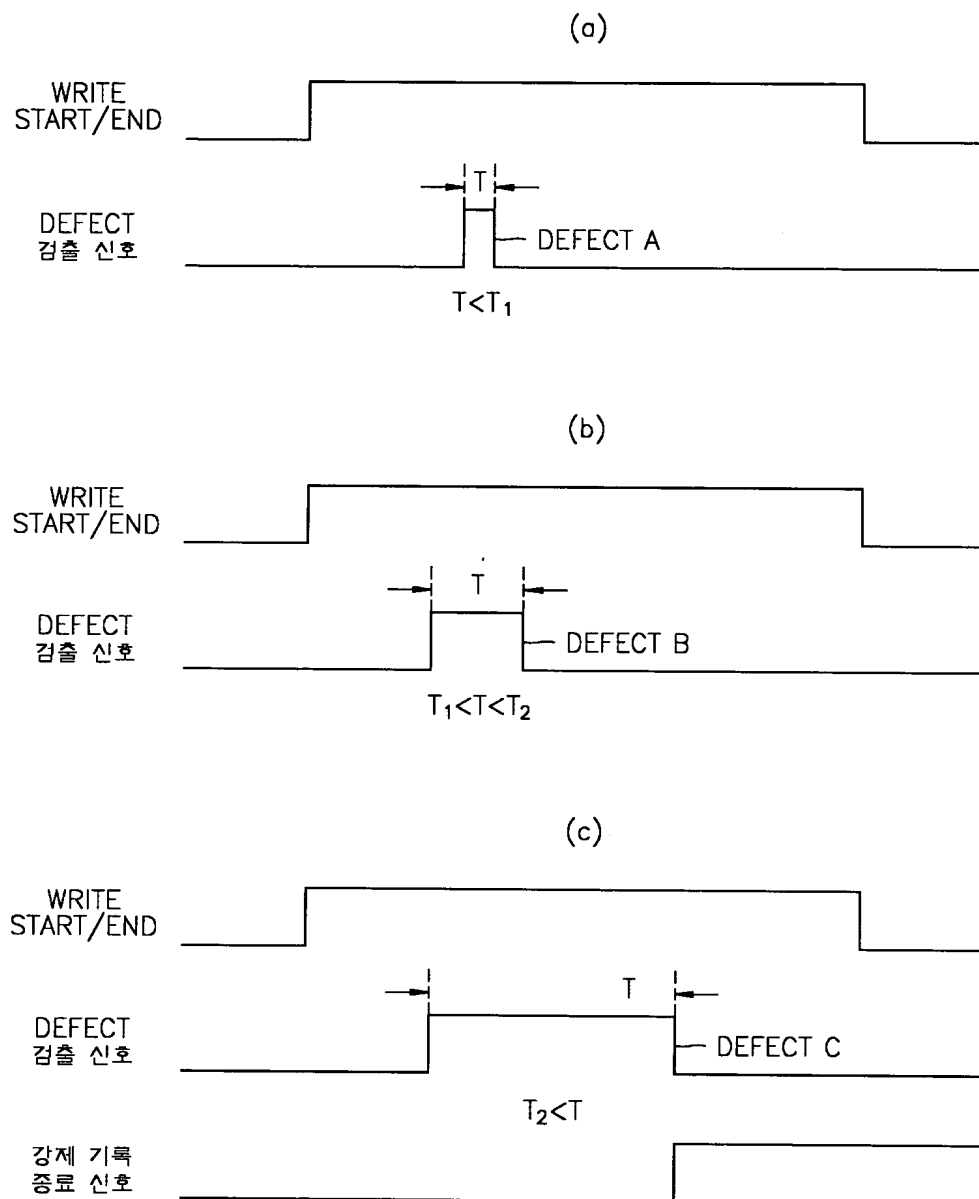 (a)
WRITE
START/END
T
DEFECT
검출 신호
DEFECT A
T<T₁
(b)
WRITE
START/END
T
DEFECT
검출 신호
DEFECT B
T₁<T<T₂
(c)
WRITE
START/END
T
DEFECT
검출 신호
DEFECT C
T₂<T
강제 기록
종료 신호